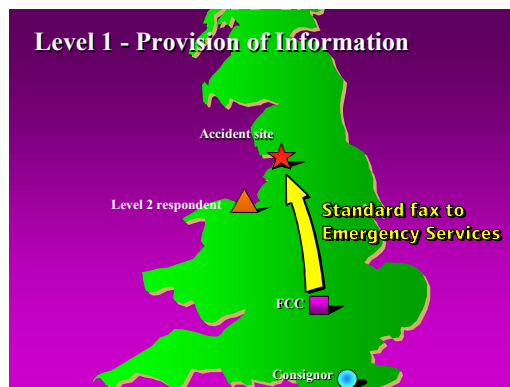 Level 1 - Provision of Information
Accident site
Level 2 respondent
Standard fax to
Emergency Services
FCC
Consignor